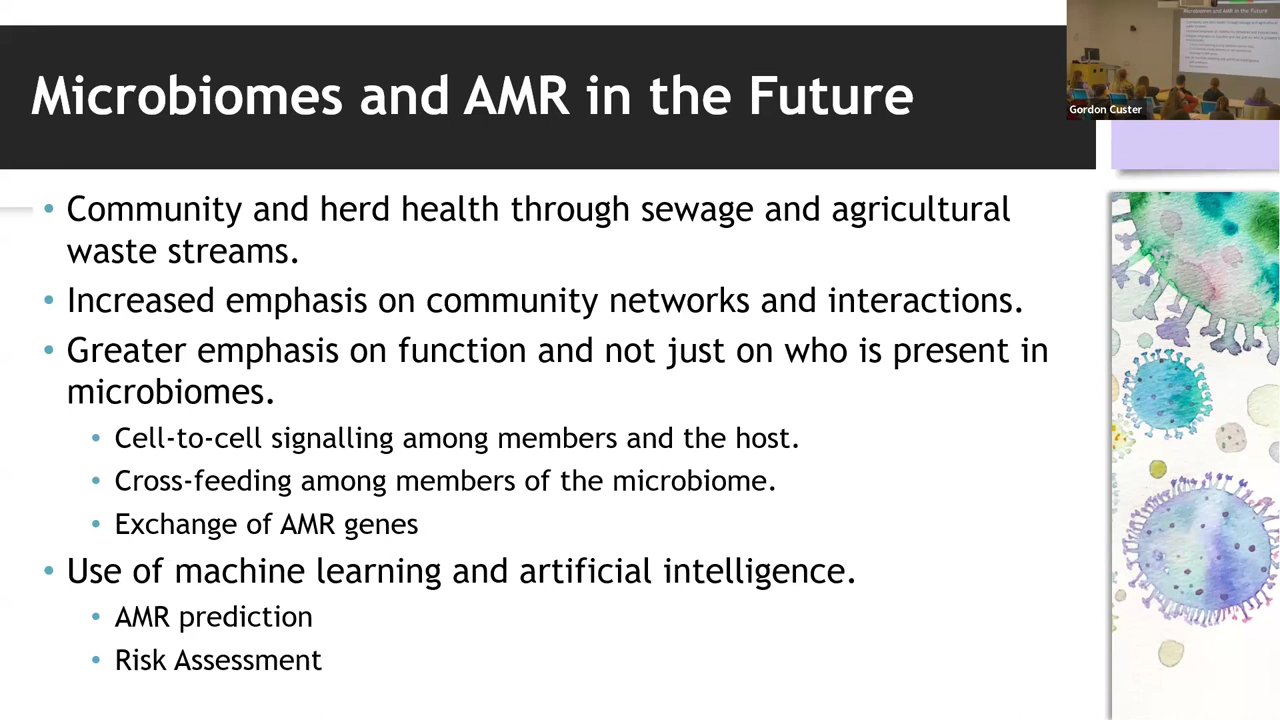 Microbiomes and AMR in the Future
Gordon Custer
• Community and herd health through sewage and agricultural
waste streams.
• Increased emphasis on community networks and interactions.
• Greater emphasis on function and not just on who is present in
microbiomes.
• Cell-to-cell signalling among members and the host.
• Cross-feeding among members of the microbiome.
• Exchange of AMR genes
• Use of machine learning and artificial intelligence.
• AMR prediction
• Risk Assessment